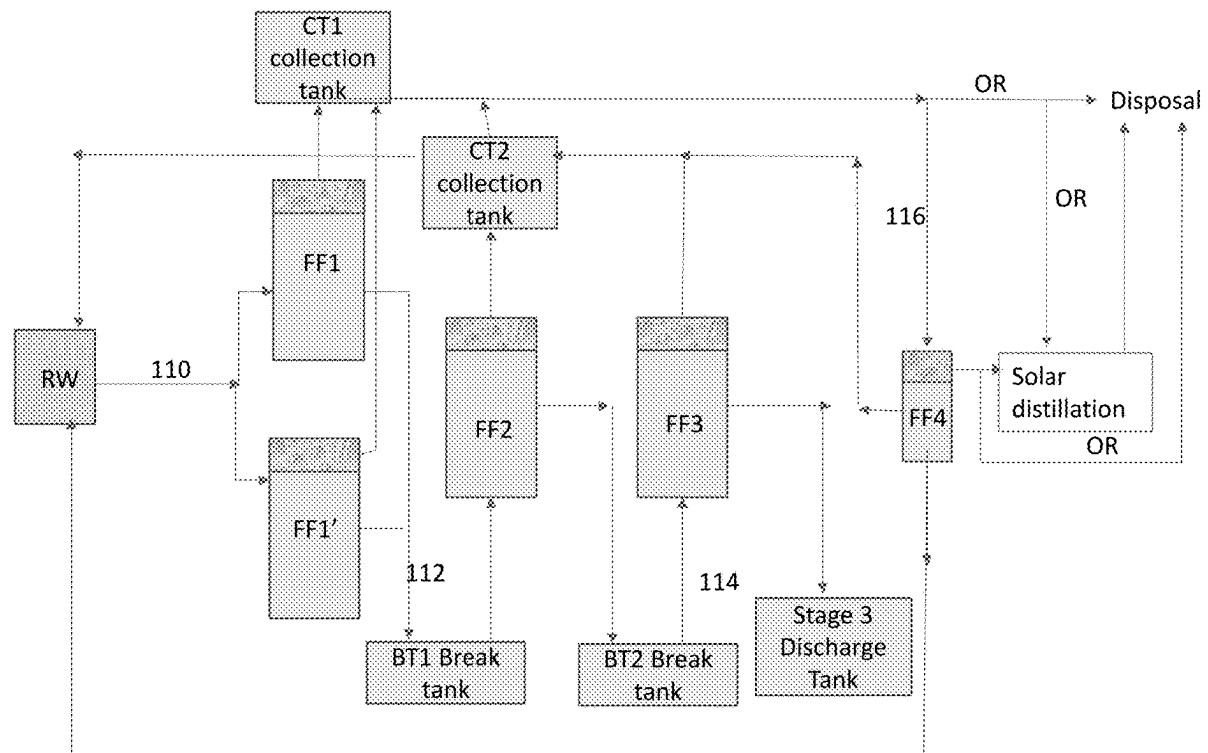 CT1
collection
tank
OR
Disposal
CT2
collection
tank
116
OR
FF1
RW
110
FF2
FF3
FF4
Solar
distillation
OR
FF1'
112
114
BT1 Break
tank
BT2 Break
tank
Stage 3
Discharge
Tank